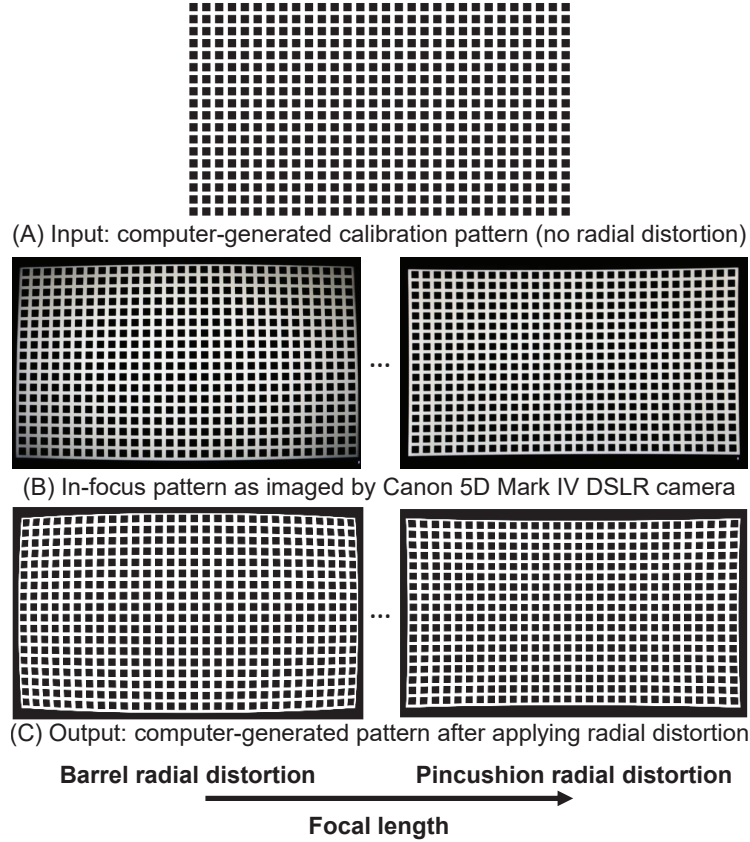 (A) Input: computer-generated calibration pattern (no radial distortion)
...
(B) In-focus pattern as imaged by Canon 5D Mark IV DSLR camera
...
(C) Output: computer-generated pattern after applying radial distortion
Barrel radial distortion Pincushion radial distortion
Focal length